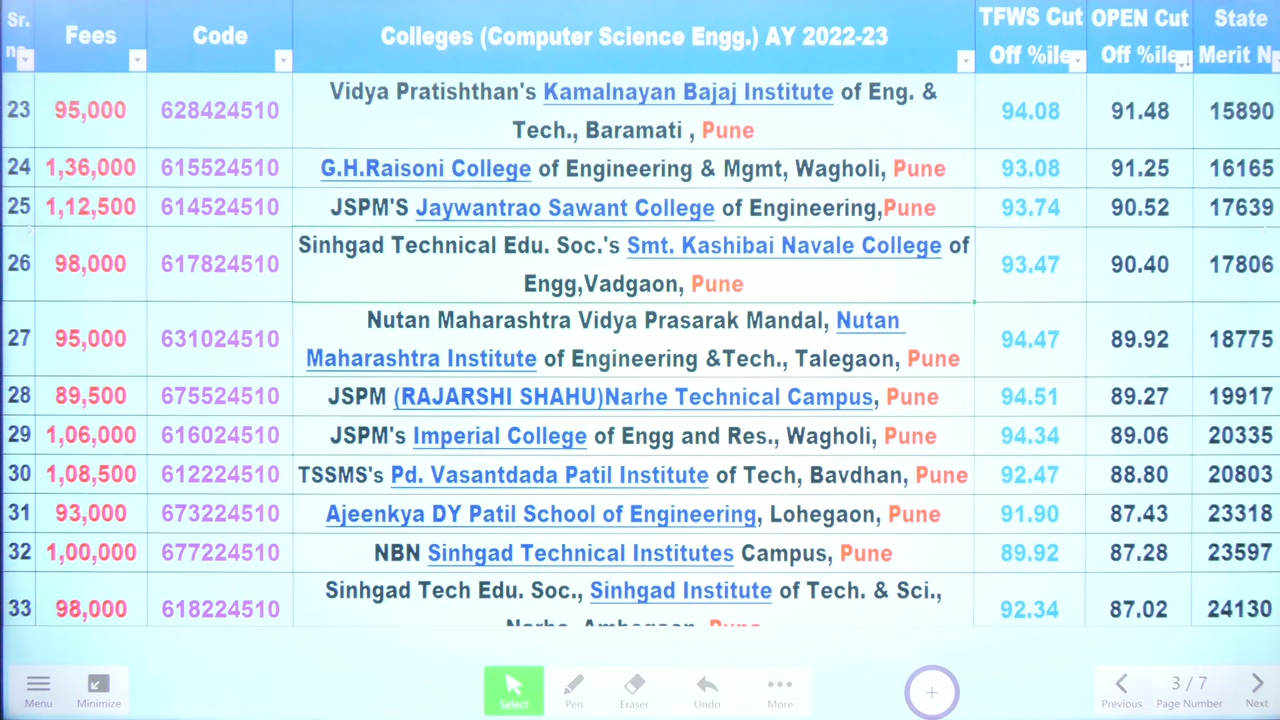 Sr. Fees Code Colleges (Computer Science Engg.) AY 2022-23 TFWS Cut OPEN Cut State
Off %ile Off %ile Merit N
23 95,000 628424510 Vidya Pratishthan's Kamalnayan Bajaj Institute of Eng. & 94.08 91.48 15890
Tech., Baramati , Pune
24 1,36,000 615524510 G.H.Raisoni College of Engineering & Mgmt, Wagholi, Pune 93.08 91.25 16165
25 1,12,500 614524510 JSPM'S Jaywantrao Sawant College of Engineering,Pune 93.74 90.52 17639
26 98,000 617824510 Sinhgad Technical Edu. Soc.'s Smt. Kashibai Navale College of 93.47 90.40 17806
Engg,Vadgaon, Pune
27 95,000 631024510 Nutan Maharashtra Vidya Prasarak Mandal, Nutan 94.47 89.92 18775
Maharashtra Institute of Engineering &Tech., Talegaon, Pune
28 89,500 675524510 JSPM (RAJARSHI SHAHU)Narhe Technical Campus, Pune 94.51 89.27 19917
29 1,06,000 616024510 JSPM's Imperial College of Engg and Res., Wagholi, Pune 94.34 89.06 20335
30 1,08,500 612224510 TSSMS's Pd. Vasantdada Patil Institute of Tech, Bavdhan, Pune 92.47 88.80 20803
31 93,000 673224510 Ajeenkya DY Patil School of Engineering, Lohegaon, Pune 91.90 87.43 23318
32 1,00,000 677224510 NBN Sinhgad Technical Institutes Campus, Pune 89.92 87.28 23597
33 98,000 618224510 Sinhgad Tech Edu. Soc., Sinhgad Institute of Tech. & Sci., 92.34 87.02 24130
Menu Minimize Select Pen Eraser Undo More Previous 3 / 7 Page Number Next